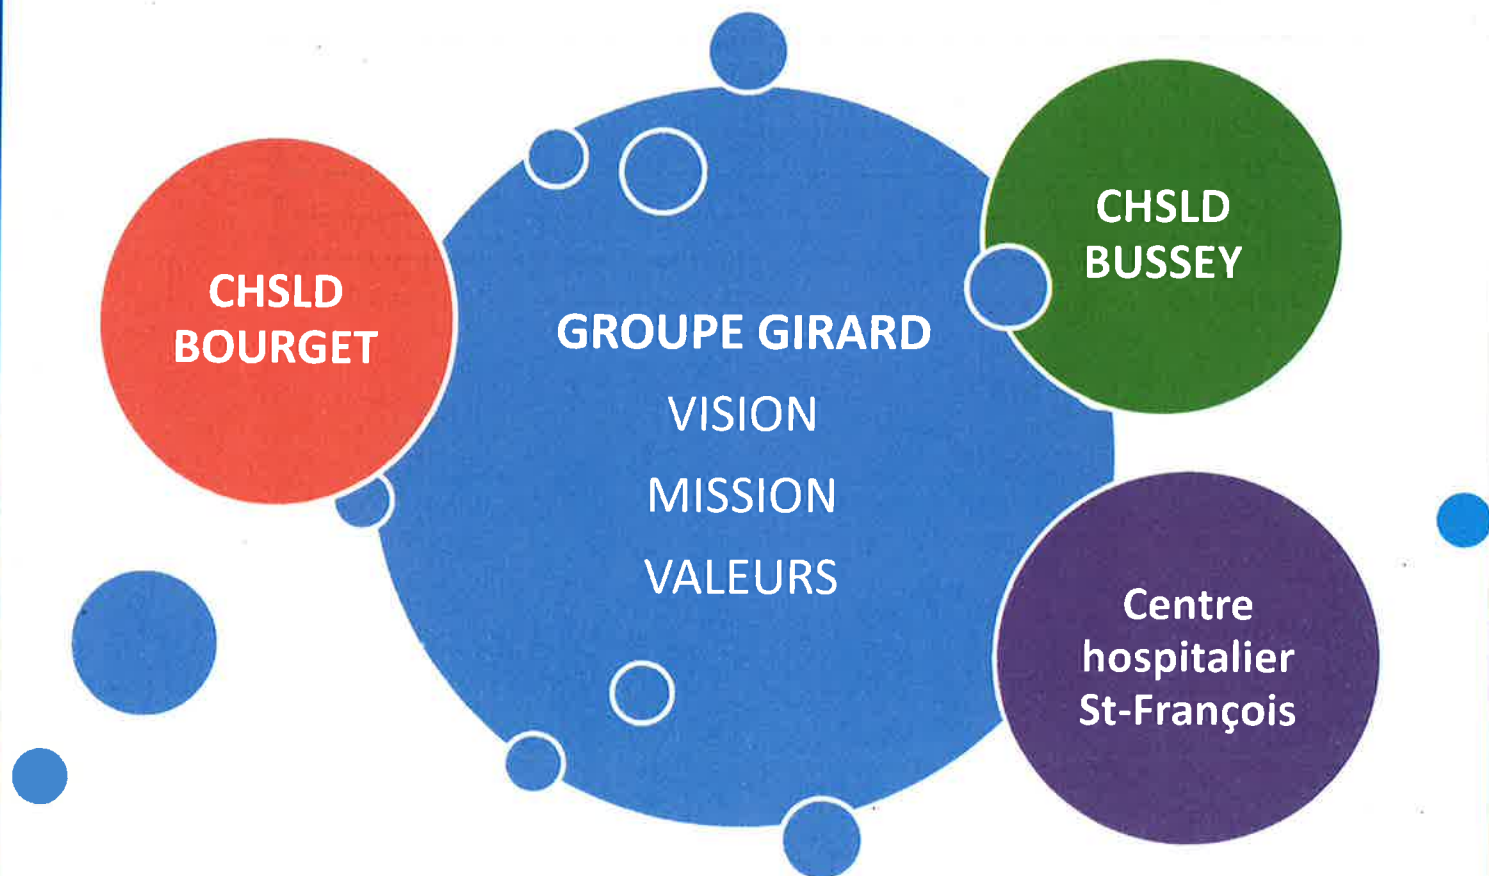 CHSLD
BOURGET
GROUPE GIRARD
VISION
MISSION
VALEURS
CHSLD
BUSSEY
Centre
hospitalier
St-François